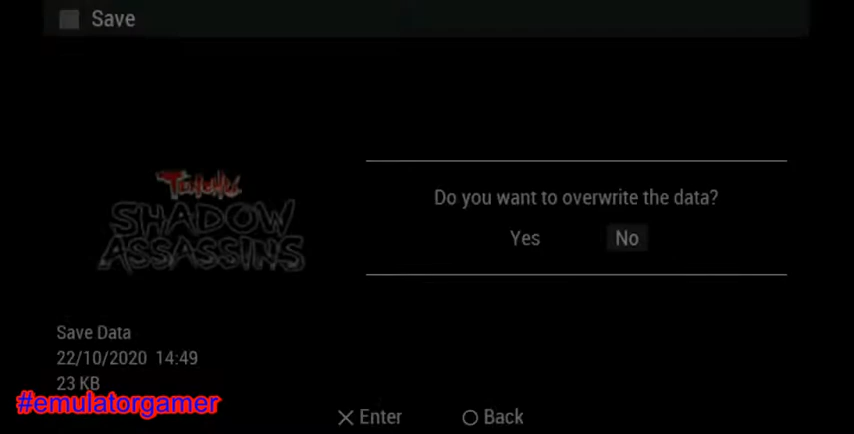 Save
Tenchu
SHADOW
ASSASSINS
Do you want to overwrite the data?
Yes No
Save Data
22/10/2020 14:49
23 KB
#emulatorgamer
Enter Back